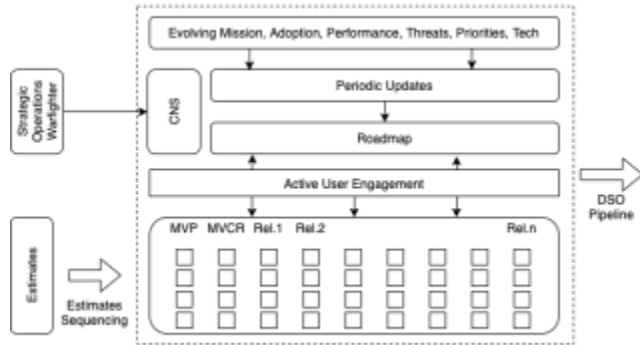 Evolving Mission, Adoption, Performance, Threats, Priorities, Tech
Strategic
Operations
Warfighter
CNS
Periodic Updates
Roadmap
Active User Engagement
DSO
Pipeline
MVP MVCR Rel.1 Rel.2 Rel.n
Estimates
Estimates
Sequencing